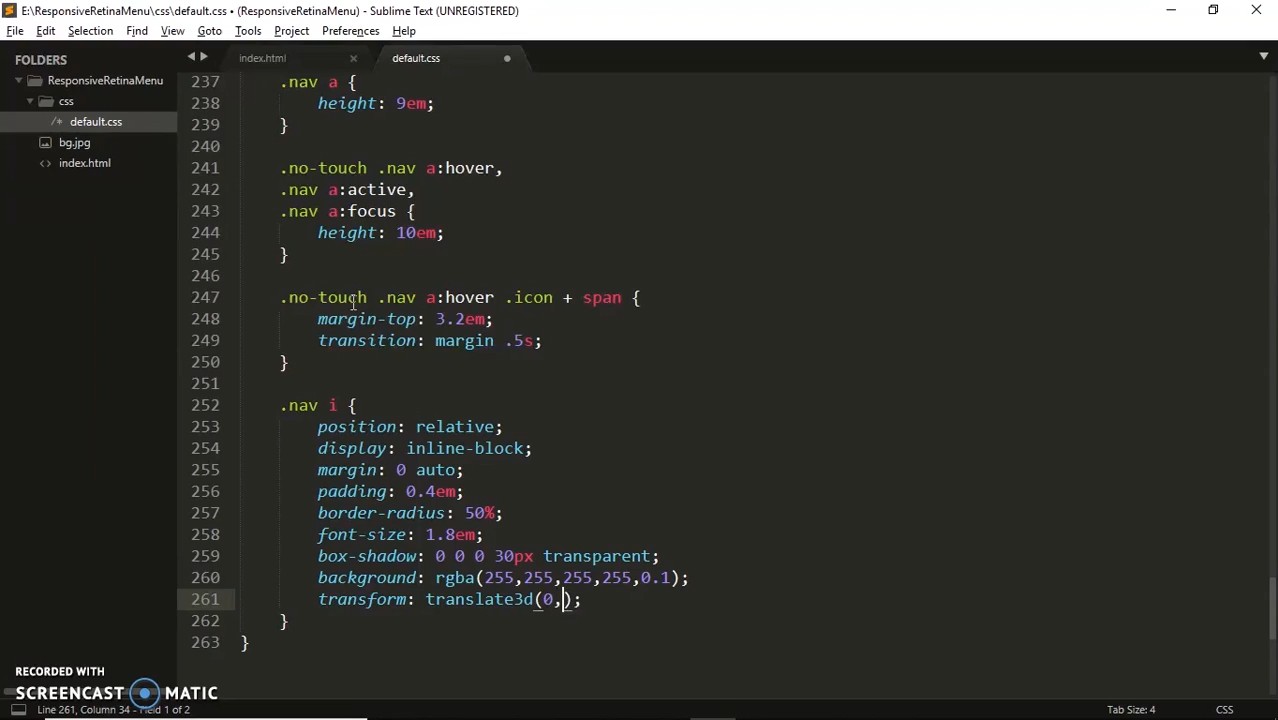 E:\ResponsiveRetinaMenu\css\default.css • (ResponsiveRetinaMenu) - Sublime Text (UNREGISTERED)
File Edit Selection Find View Goto Tools Project Preferences Help
FOLDERS
ResponsiveRetinaMenu
css
/* default.css
bg.jpg
<> index.html
index.html × default.css
237 .nav a {
238 height: 9em;
239 }
240
241 .no-touch .nav a:hover,
242 .nav a:active,
243 .nav a:focus {
244 height: 10em;
245 }
246
247 .no-touch .nav a:hover .icon + span {
248 margin-top: 3.2em;
249 transition: margin .5s;
250 }
251
252 .nav i {
253 position: relative;
254 display: inline-block;
255 margin: 0 auto;
256 padding: 0.4em;
257 border-radius: 50%;
258 font-size: 1.8em;
259 box-shadow: 0 0 0 30px transparent;
260 background: rgba(255,255,255,255,0.1);
261 transform: translate3d(0,);
262 }
263 }
RECORDED WITH
SCREENCAST MATIC
Line 261, Column 34 - Field 1 of 2 Tab Size: 4 CSS